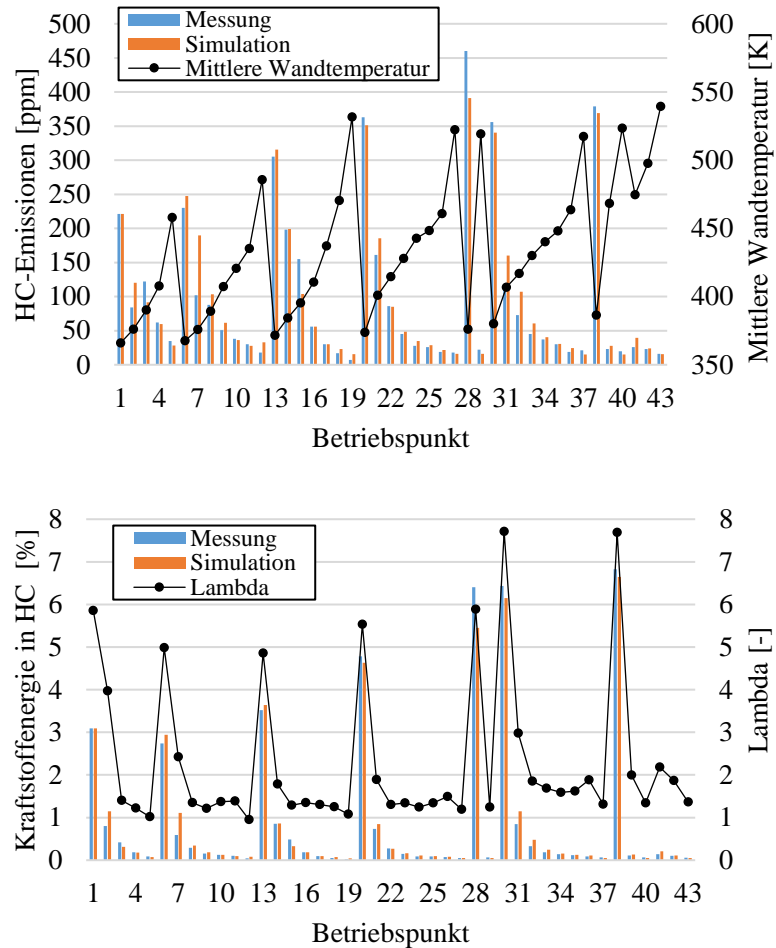 HC-Emissionen [ppm]
500
450
400
350
300
250
200
150
100
50
0
Messung
Simulation
Mittlere Wandtemperatur
600
550
500
450
400
350
Mittlere Wandtemperatur [K]
1 4 7 10 13 16 19 22 25 28 31 34 37 40 43
Betriebspunkt
Kraftstoffenergie in HC [%]
8
7
6
5
4
3
2
1
0
Messung
Simulation
Lambda
8
7
6
5
4
3
2
1
0
Lambda [-]
1 4 7 10 13 16 19 22 25 28 31 34 37 40 43
Betriebspunkt